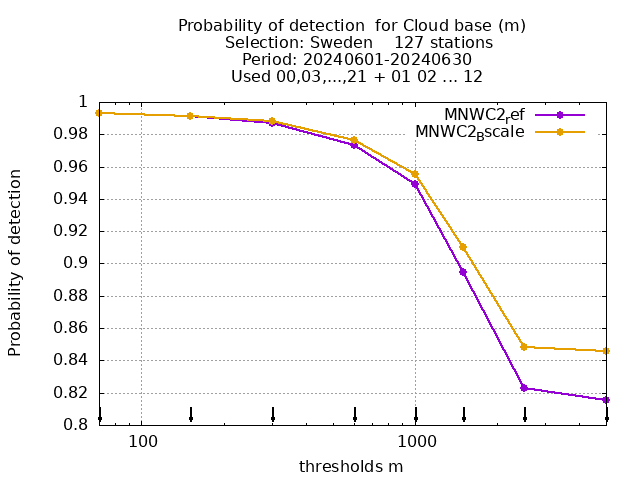 Probability of detection  for Cloud base (m)
Selection: Sweden    127 stations
Period: 20240601-20240630
Used 00,03,...,21 + 01 02 ... 12
MNWC2ref
MNWC2Bscale
1
0.98
0.96
0.94
0.92
0.9
0.88
0.86
0.84
0.82
0.8
Probability of detection
100
1000
thresholds m